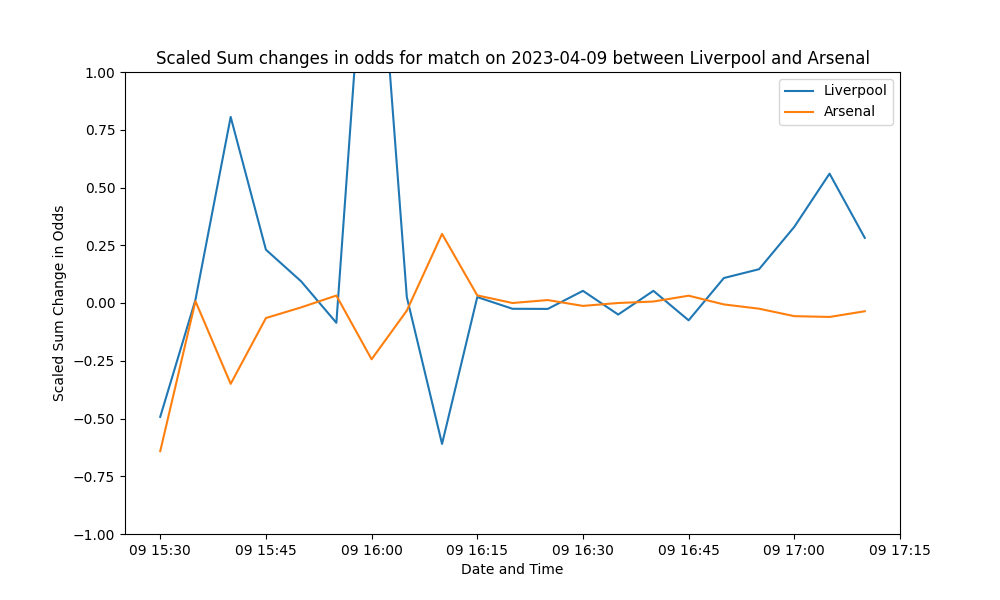 Scaled Sum changes in odds for match on 2023-04-09 between Liverpool and Arsenal
Liverpool
Arsenal
Scaled Sum Change in Odds
1.00
0.75
0.50
0.25
0.00
−0.25
−0.50
−0.75
−1.00
09 15:30 09 15:45 09 16:00 09 16:15 09 16:30 09 16:45 09 17:00 09 17:15
Date and Time